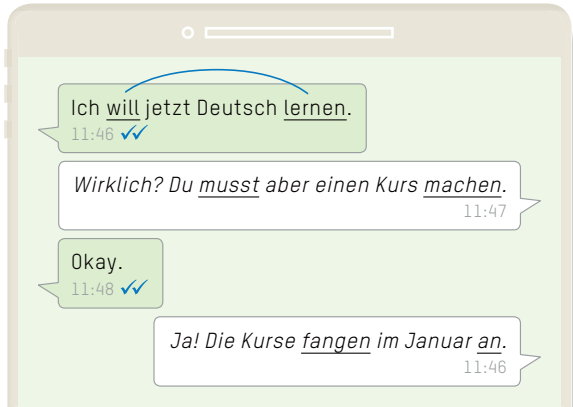 Ich will jetzt Deutsch lernen.
11:46
Wirklich? Du musst aber einen Kurs machen.
11:47
Okay.
11:48
Ja! Die Kurse fangen im Januar an.
11:46